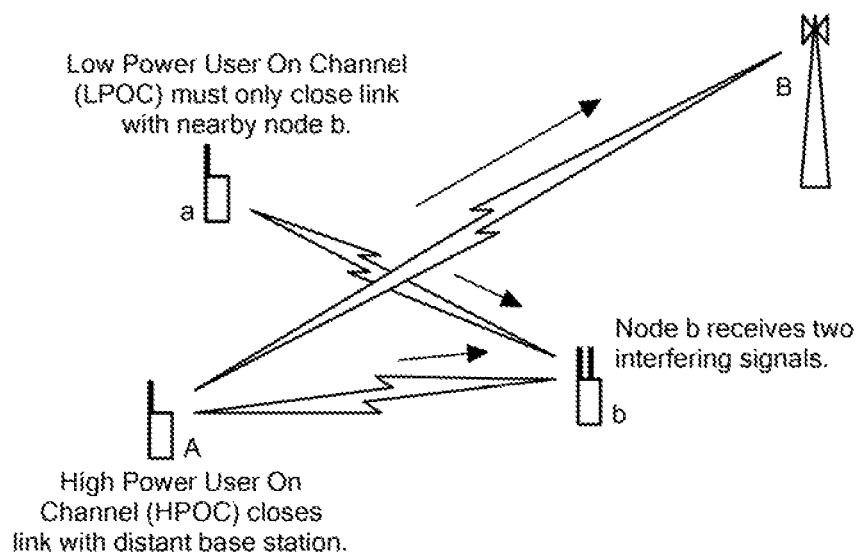 Low Power User On Channel
(LPOC) must only close link
with nearby node b.
B
a
Node b receives two
interfering signals.
b
A
High Power User On
Channel (HPOC) closes
link with distant base station.